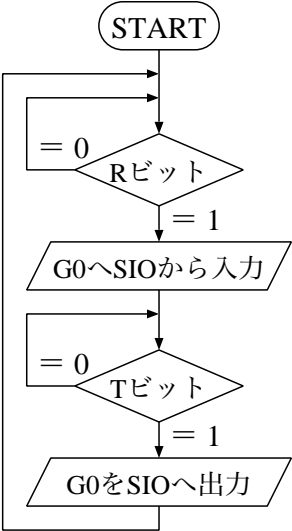 START
= 0
Rビット
= 1
G0へSIOから入力
= 0
Tビット
= 1
G0をSIOへ出力